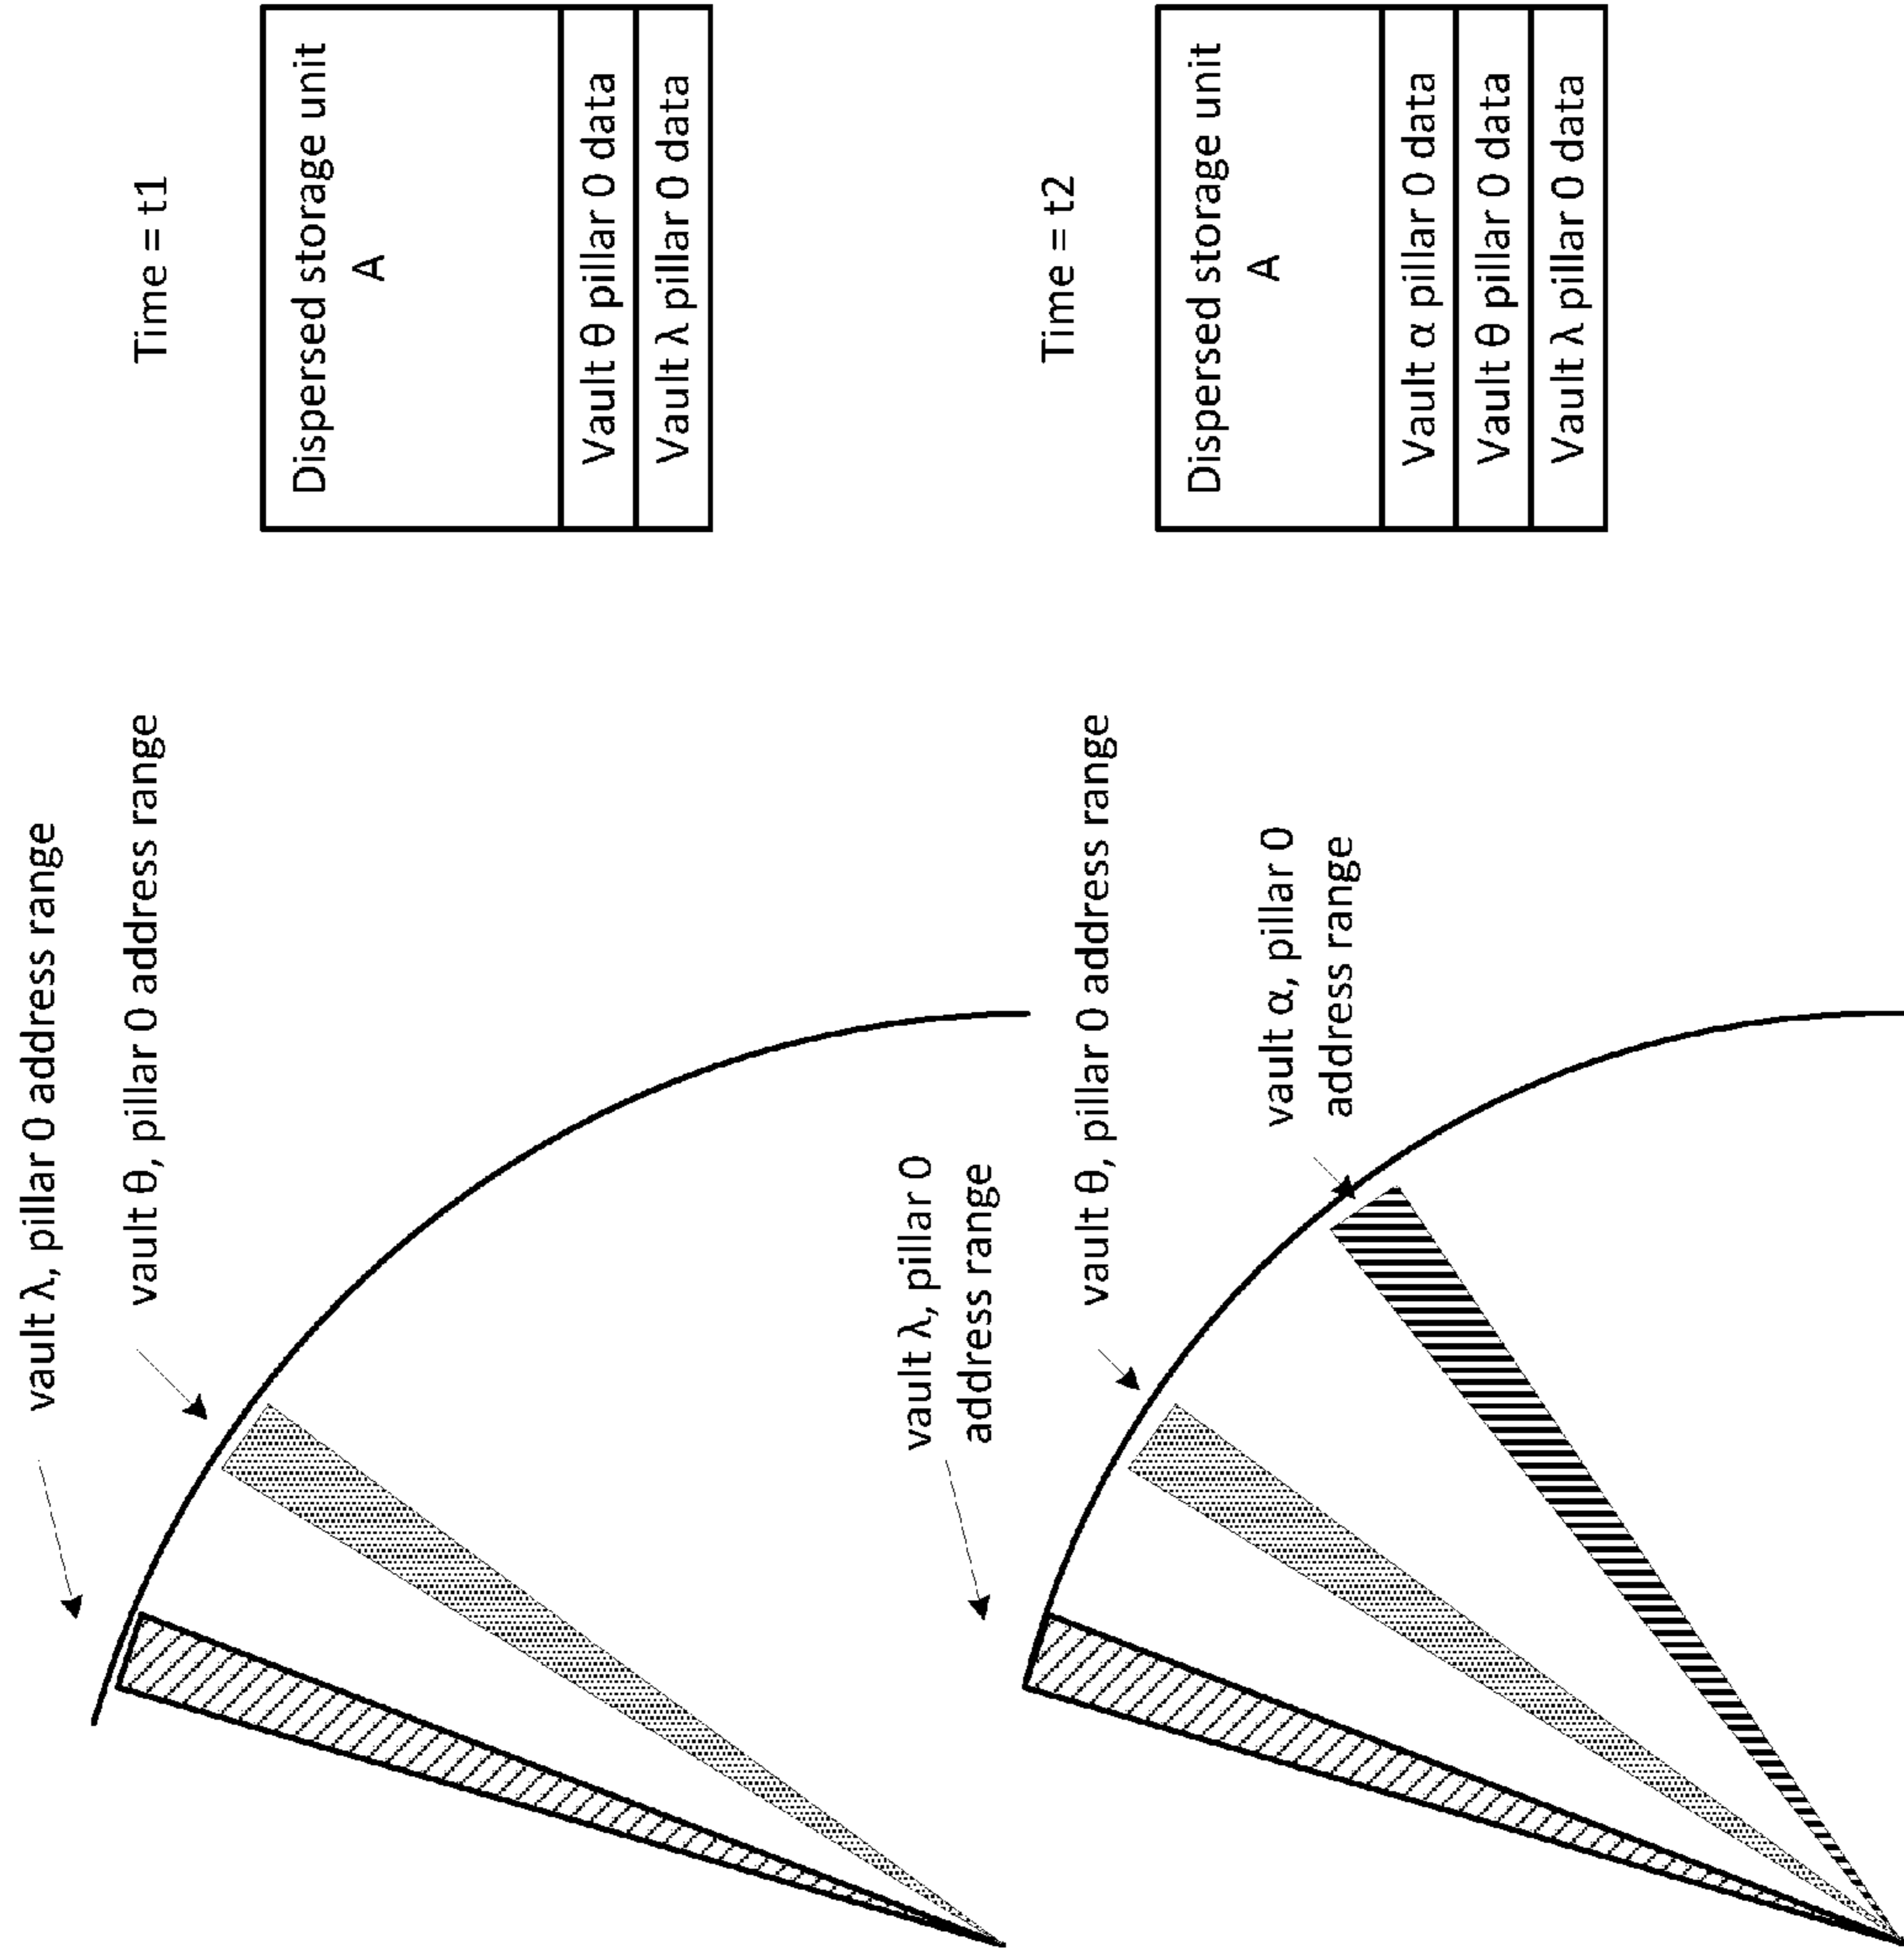 vault λ, pillar 0 address range
vault θ, pillar 0 address range
Time = t1
Dispersed storage unit
A
Vault θ pillar 0 data
Vault λ pillar 0 data
vault λ, pillar 0
address range
vault θ, pillar 0 address range
vault α, pillar 0
address range
Time = t2
Dispersed storage unit
A
Vault α pillar 0 data
Vault θ pillar 0 data
Vault λ pillar 0 data